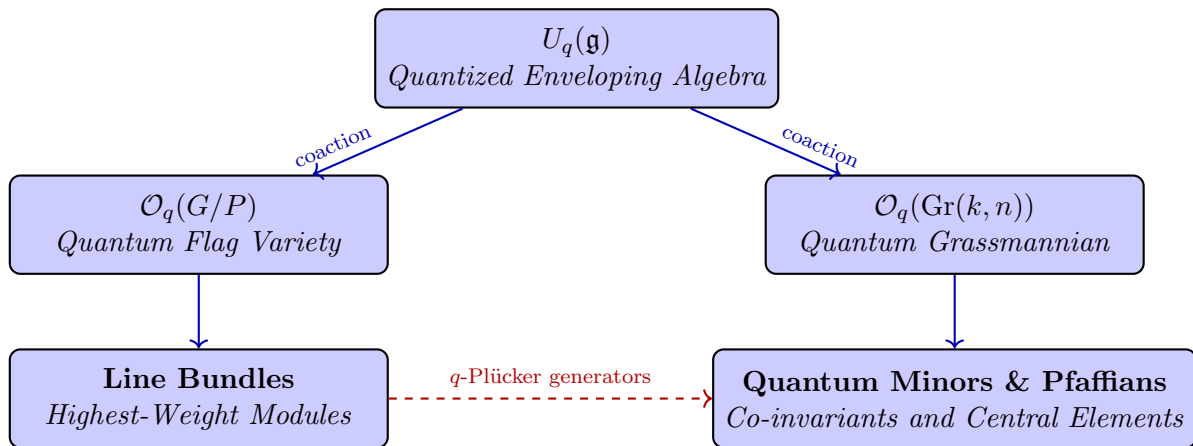 U_q(𝔤)
Quantized Enveloping Algebra
coaction
coaction
𝒪_q(G/P)
Quantum Flag Variety
𝒪_q(Gr(k, n))
Quantum Grassmannian
Line Bundles
Highest-Weight Modules
q-Plücker generators
Quantum Minors & Pfaffians
Co-invariants and Central Elements